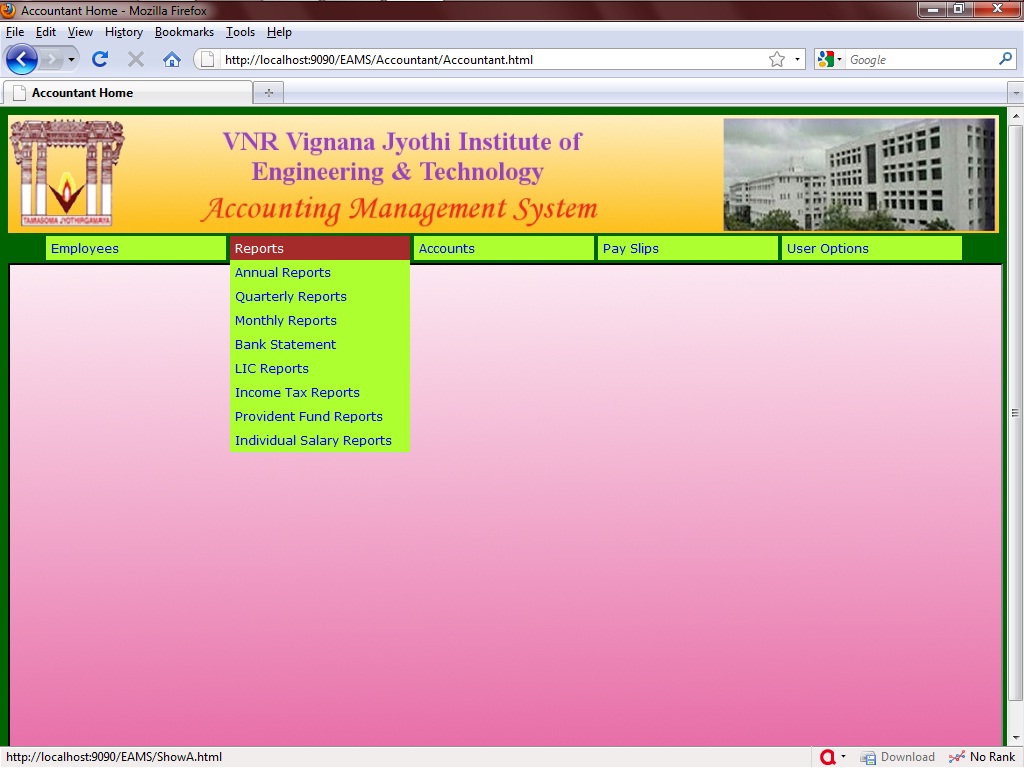 Accountant Home - Mozilla Firefox
File Edit View History Bookmarks Tools Help
http://localhost:9090/EAMS/Accountant/Accountant.html
Google
Accountant Home
VNR Vignana Jyothi Institute of
Engineering & Technology
Accounting Management System
TAMASOMA JYOTHIRGAMAYA
Employees Reports Accounts Pay Slips User Options
Annual Reports
Quarterly Reports
Monthly Reports
Bank Statement
LIC Reports
Income Tax Reports
Provident Fund Reports
Individual Salary Reports
http://localhost:9090/EAMS/ShowA.html
Download
No Rank